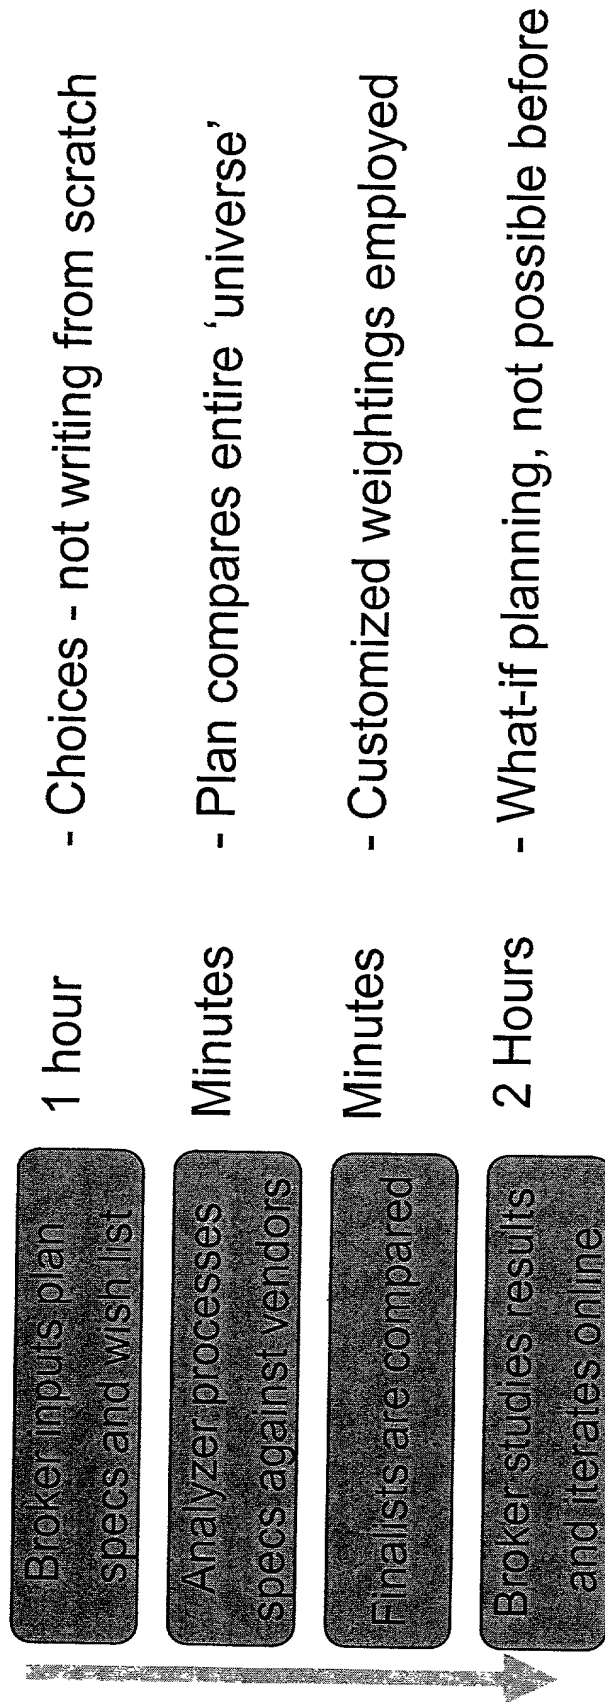 Broker inputs plan
specs and wish list
1 hour
- Choices - not writing from scratch
Analyzer processes
specs against vendors
Minutes
- Plan compares entire ‘universe’
Finalists are compared
Minutes
- Customized weightings employed
Broker studies results
and iterates online
2 Hours
- What-if planning, not possible before